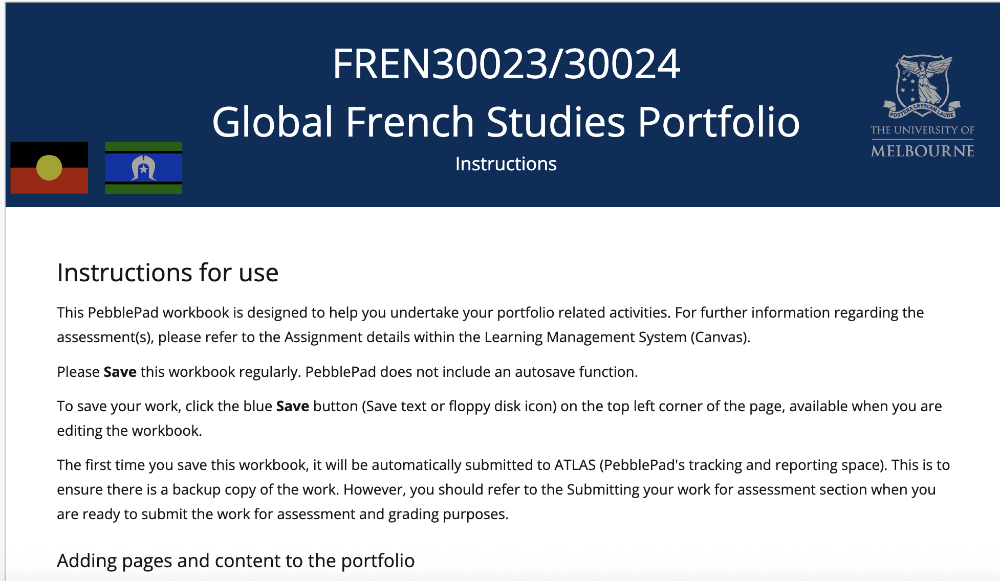 FREN30023/30024
Global French Studies Portfolio
Instructions
POSTERA CRESCAM LAUDE
THE UNIVERSITY OF
MELBOURNE
Instructions for use
This PebblePad workbook is designed to help you undertake your portfolio related activities. For further information regarding the
assessment(s), please refer to the Assignment details within the Learning Management System (Canvas).
Please Save this workbook regularly. PebblePad does not include an autosave function.
To save your work, click the blue Save button (Save text or floppy disk icon) on the top left corner of the page, available when you are
editing the workbook.
The first time you save this workbook, it will be automatically submitted to ATLAS (PebblePad's tracking and reporting space). This is to
ensure there is a backup copy of the work. However, you should refer to the Submitting your work for assessment section when you
are ready to submit the work for assessment and grading purposes.
Adding pages and content to the portfolio